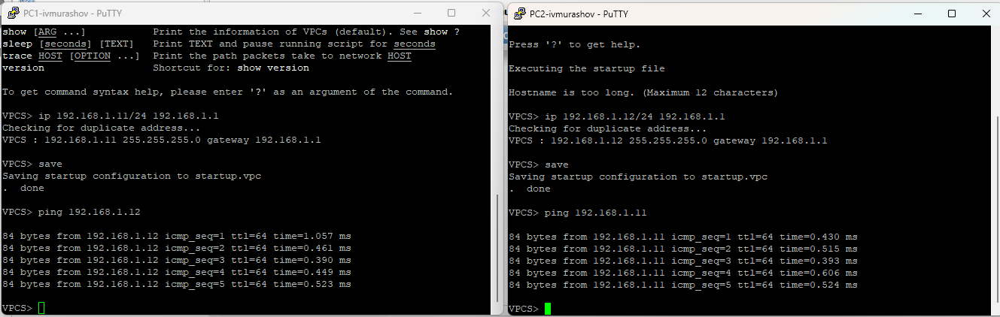 PC1-ivmurashov - PuTTY
show [ARG ...]           Print the information of VPCs (default). See show ?
sleep [seconds] [TEXT]   Print TEXT and pause running script for seconds
trace HOST [OPTION ...]  Print the path packets take to network HOST
version                  Shortcut for: show version
To get command syntax help, please enter '?' as an argument of the command.
VPCS> ip 192.168.1.11/24 192.168.1.1
Checking for duplicate address...
VPCS : 192.168.1.11 255.255.255.0 gateway 192.168.1.1
VPCS> save
Saving startup configuration to startup.vpc
.  done
VPCS> ping 192.168.1.12
84 bytes from 192.168.1.12 icmp_seq=1 ttl=64 time=1.057 ms
84 bytes from 192.168.1.12 icmp_seq=2 ttl=64 time=0.461 ms
84 bytes from 192.168.1.12 icmp_seq=3 ttl=64 time=0.390 ms
84 bytes from 192.168.1.12 icmp_seq=4 ttl=64 time=0.449 ms
84 bytes from 192.168.1.12 icmp_seq=5 ttl=64 time=0.523 ms
VPCS>
PC2-ivmurashov - PuTTY
Press '?' to get help.
Executing the startup file
Hostname is too long. (Maximum 12 characters)
VPCS> ip 192.168.1.12/24 192.168.1.1
Checking for duplicate address...
VPCS : 192.168.1.12 255.255.255.0 gateway 192.168.1.1
VPCS> save
Saving startup configuration to startup.vpc
.  done
VPCS> ping 192.168.1.11
84 bytes from 192.168.1.11 icmp_seq=1 ttl=64 time=0.430 ms
84 bytes from 192.168.1.11 icmp_seq=2 ttl=64 time=0.515 ms
84 bytes from 192.168.1.11 icmp_seq=3 ttl=64 time=0.393 ms
84 bytes from 192.168.1.11 icmp_seq=4 ttl=64 time=0.606 ms
84 bytes from 192.168.1.11 icmp_seq=5 ttl=64 time=0.524 ms
VPCS>